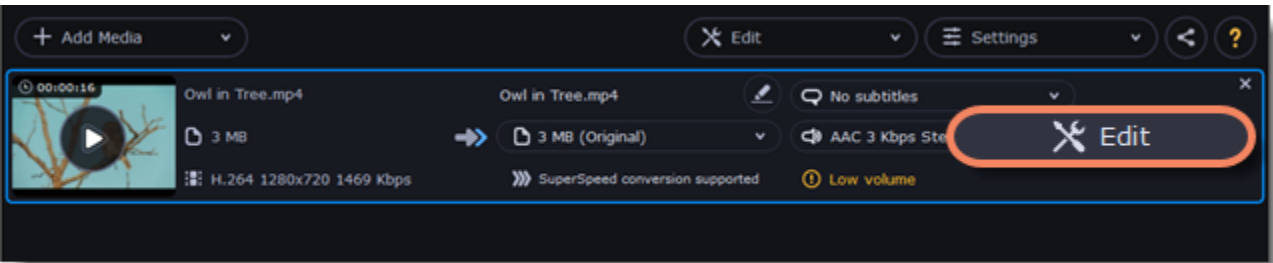 Add Media
Edit
Settings
?
00:00:16
Owl in Tree.mp4
Owl in Tree.mp4
No subtitles
3 MB
3 MB (Original)
AAC 3 Kbps Ste
Edit
H.264 1280x720 1469 Kbps
SuperSpeed conversion supported
Low volume